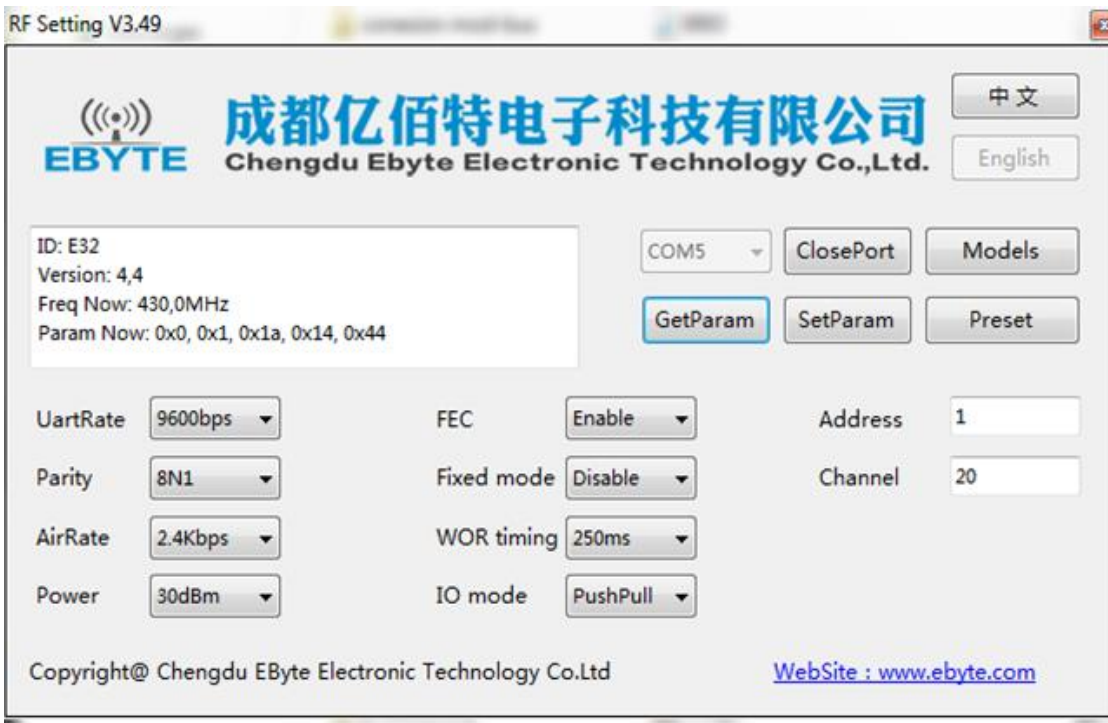 RF Setting V3.49
EBYTE
成都亿佰特电子科技有限公司
Chengdu Ebyte Electronic Technology Co.,Ltd.
中文
English
ID: E32
Version: 4,4
Freq Now: 430,0MHz
Param Now: 0x0, 0x1, 0x1a, 0x14, 0x44
COM5 ClosePort Models
GetParam SetParam Preset
UartRate 9600bps FEC Enable Address 1
Parity 8N1 Fixed mode Disable Channel 20
AirRate 2.4Kbps WOR timing 250ms
Power 30dBm IO mode PushPull
Copyright@ Chengdu EByte Electronic Technology Co.Ltd WebSite : www.ebyte.com